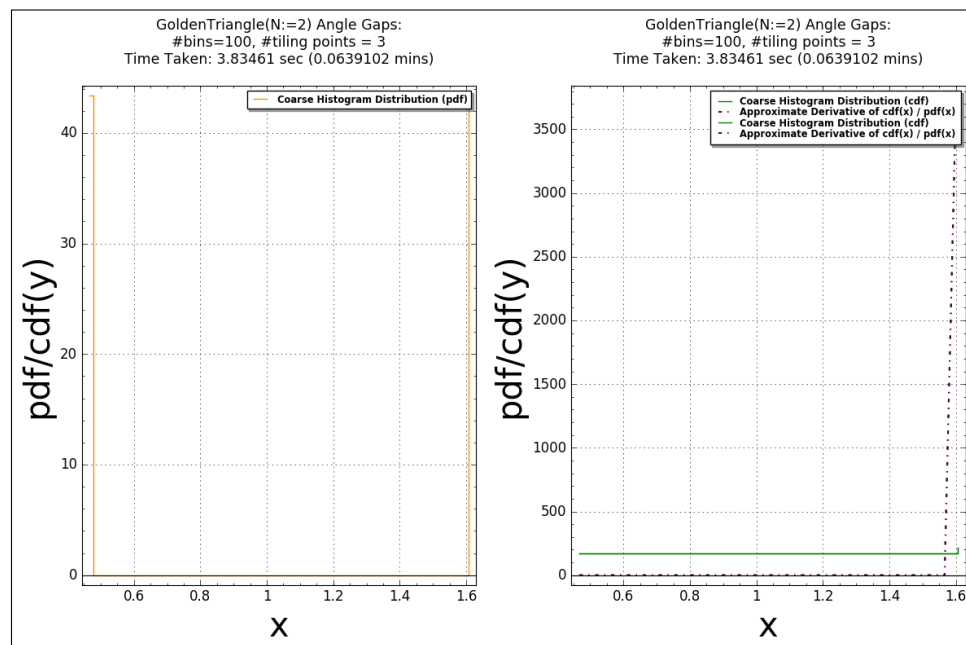 GoldenTriangle(N:=2) Angle Gaps:
#bins=100, #tiling points = 3
Time Taken: 3.83461 sec (0.0639102 mins)
Coarse Histogram Distribution (pdf)
40
30
20
10
0
0.6
0.8
1
1.2
1.4
1.6
pdf/cdf(y)
x
GoldenTriangle(N:=2) Angle Gaps:
#bins=100, #tiling points = 3
Time Taken: 3.83461 sec (0.0639102 mins)
Coarse Histogram Distribution (cdf)
Approximate Derivative of cdf(x) / pdf(x)
Coarse Histogram Distribution (cdf)
Approximate Derivative of cdf(x) / pdf(x)
3500
3000
2500
2000
1500
1000
500
0
0.6
0.8
1
1.2
1.4
1.6
pdf/cdf(y)
x